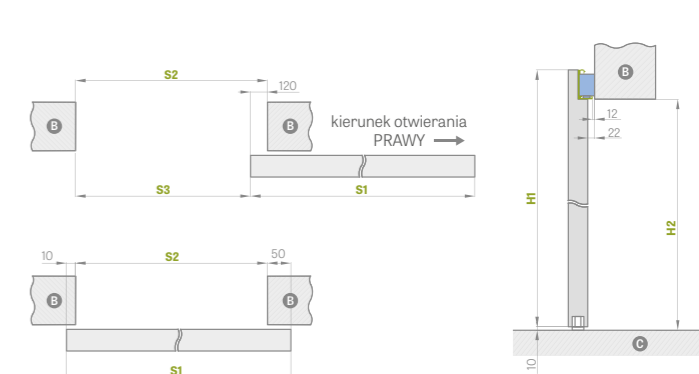 S2
120
B
B
kierunek otwierania
PRAWY
S3
S1
10
S2
50
B
B
S1
B
12
22
H1
H2
C
10